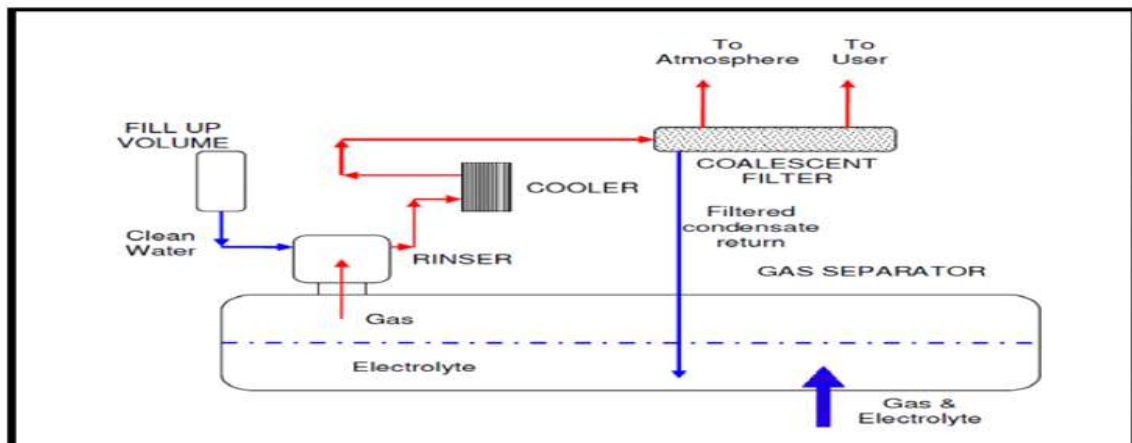 To
Atmosphere
To
User
FILL UP
VOLUME
COALESCENT
FILTER
COOLER
Clean
Water
RINSER
Filtered
condensate
return
GAS SEPARATOR
Gas
Electrolyte
Gas &
Electrolyte